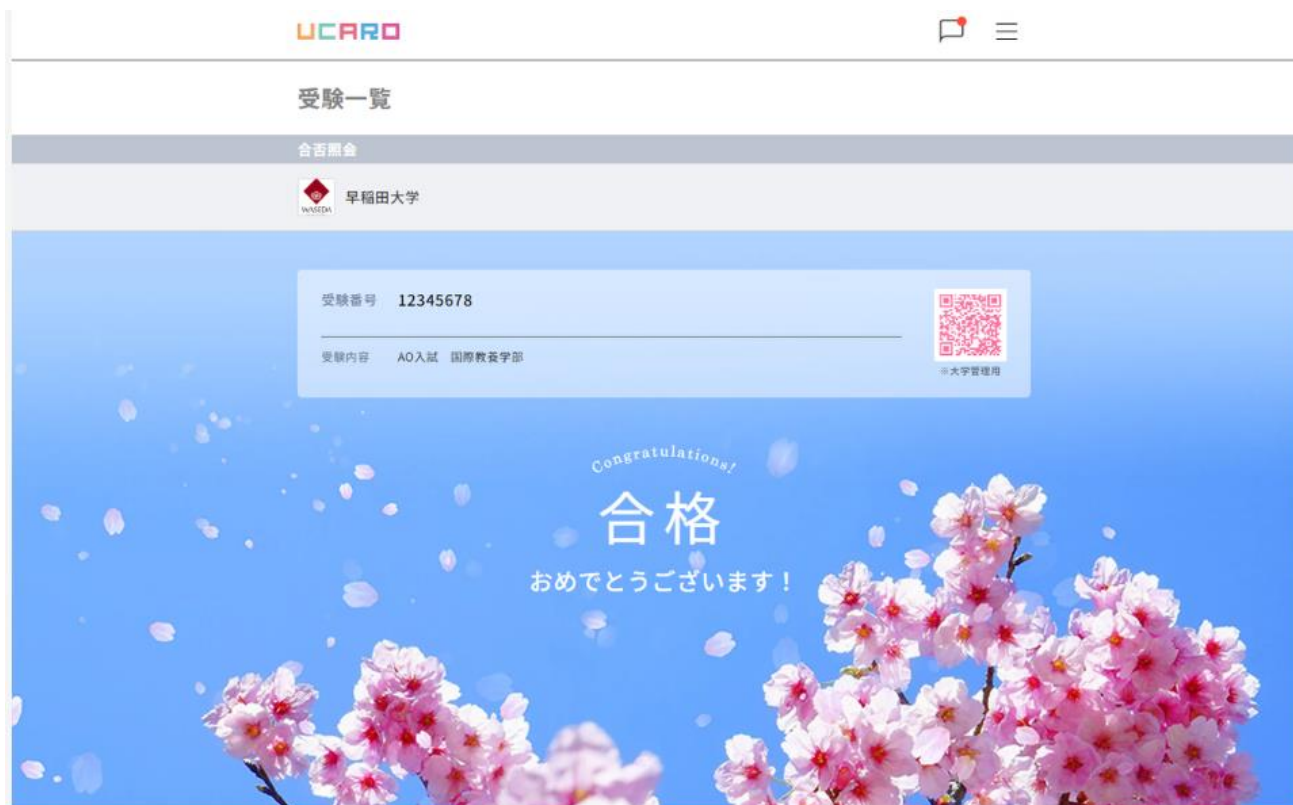 UCARO
受験一覧
合否照会
WASEDA
早稲田大学
受験番号 12345678
受験内容 AO入試 国際教養学部
※大学管理用
Congratulations!
合格
おめでとうございます！